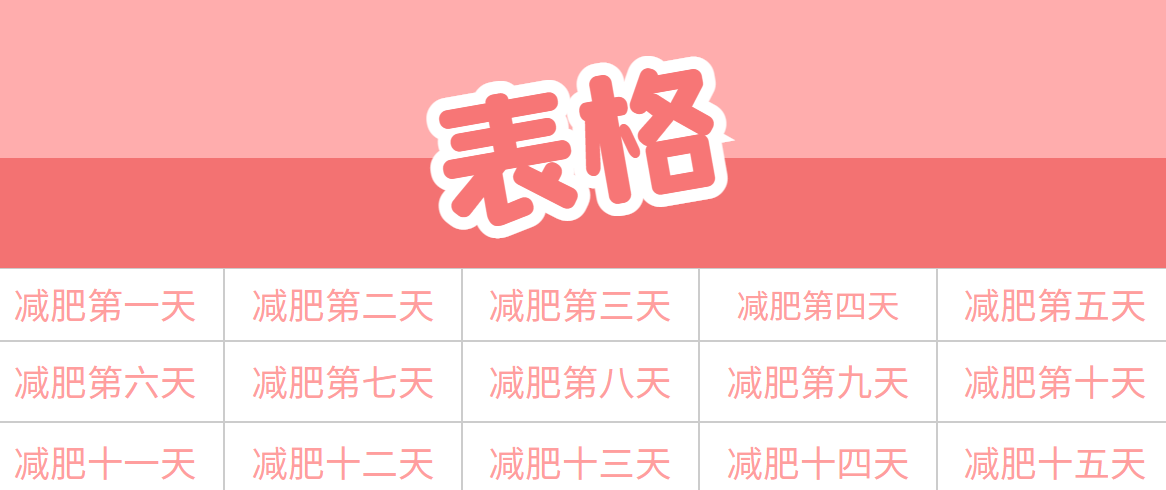 表格
减肥第一天 减肥第二天 减肥第三天 减肥第四天 减肥第五天
减肥第六天 减肥第七天 减肥第八天 减肥第九天 减肥第十天
减肥十一天 减肥十二天 减肥十三天 减肥十四天 减肥十五天